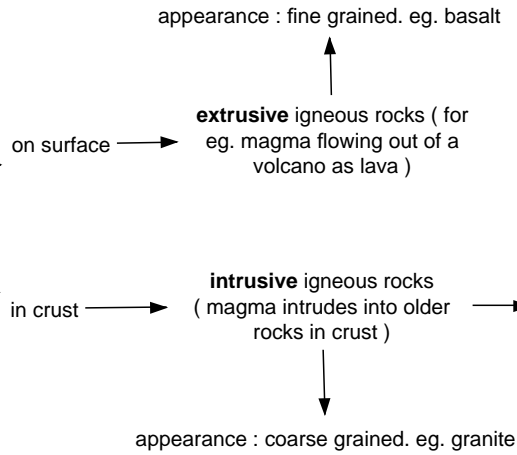 appearance : fine grained. eg. basalt
extrusive igneous rocks ( for
eg. magma flowing out of a
volcano as lava )
on surface
intrusive igneous rocks
( magma intrudes into older
rocks in crust )
in crust
appearance : coarse grained. eg. granite